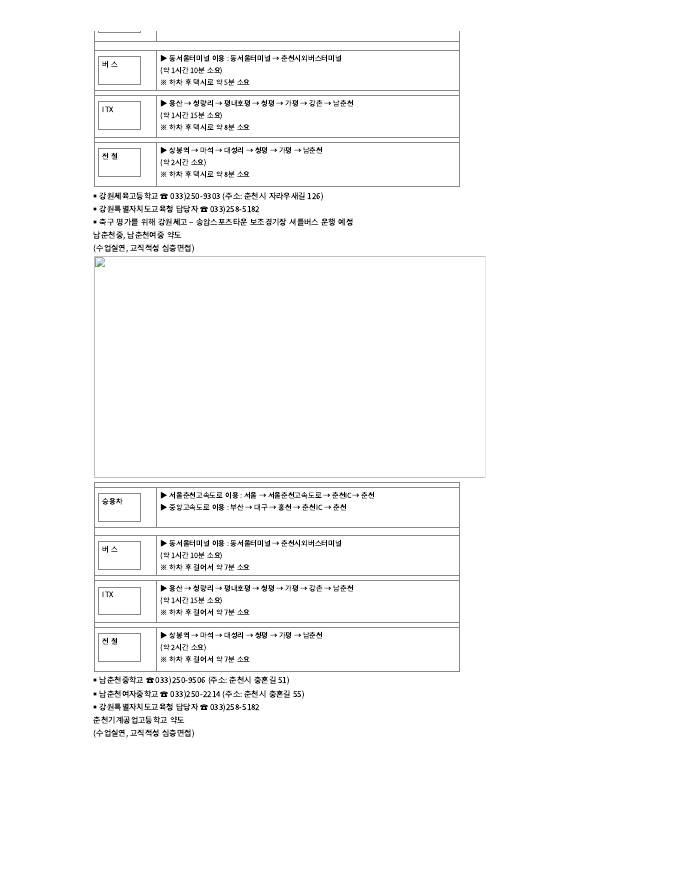 버 스
▶ 동서울터미널 이용 : 동서울터미널 → 춘천시외버스터미널
(약 1시간 10분 소요)
※ 하차 후 택시로 약 5분 소요
ITX
▶ 용산 → 청량리 → 평내호평 → 청평 → 가평 → 강촌 → 남춘천
(약 1시간 15분 소요)
※ 하차 후 택시로 약 8분 소요
전 철
▶ 상봉역 → 마석 → 대성리 → 청평 → 가평 → 남춘천
(약 2시간 소요)
※ 하차 후 택시로 약 8분 소요
▪ 강원체육고등학교 ☎ 033)250-9303 (주소: 춘천시 자라우새길 126)
▪ 강원특별자치도교육청 담당자 ☎ 033)258-5182
▪ 축구 평가를 위해 강원체고 – 송암스포츠타운 보조경기장 셔틀버스 운행 예정
남춘천중, 남춘천여중 약도
(수업실연, 교직적성 심층면접)
승용차
▶ 서울춘천고속도로 이용 : 서울 → 서울춘천고속도로 → 춘천IC → 춘천
▶ 중앙고속도로 이용 : 부산 → 대구 → 홍천 → 춘천IC → 춘천
버 스
▶ 동서울터미널 이용 : 동서울터미널 → 춘천시외버스터미널
(약 1시간 10분 소요)
※ 하차 후 걸어서 약 7분 소요
ITX
▶ 용산 → 청량리 → 평내호평 → 청평 → 가평 → 강촌 → 남춘천
(약 1시간 15분 소요)
※ 하차 후 걸어서 약 7분 소요
전 철
▶ 상봉역 → 마석 → 대성리 → 청평 → 가평 → 남춘천
(약 2시간 소요)
※ 하차 후 걸어서 약 7분 소요
▪ 남춘천중학교 ☎033)250-9506 (주소: 춘천시 충혼길 51)
▪ 남춘천여자중학교 ☎ 033)250-2214 (주소: 춘천시 충혼길 55)
▪ 강원특별자치도교육청 담당자 ☎ 033)258-5182
춘천기계공업고등학교 약도
(수업실연, 교직적성 심층면접)